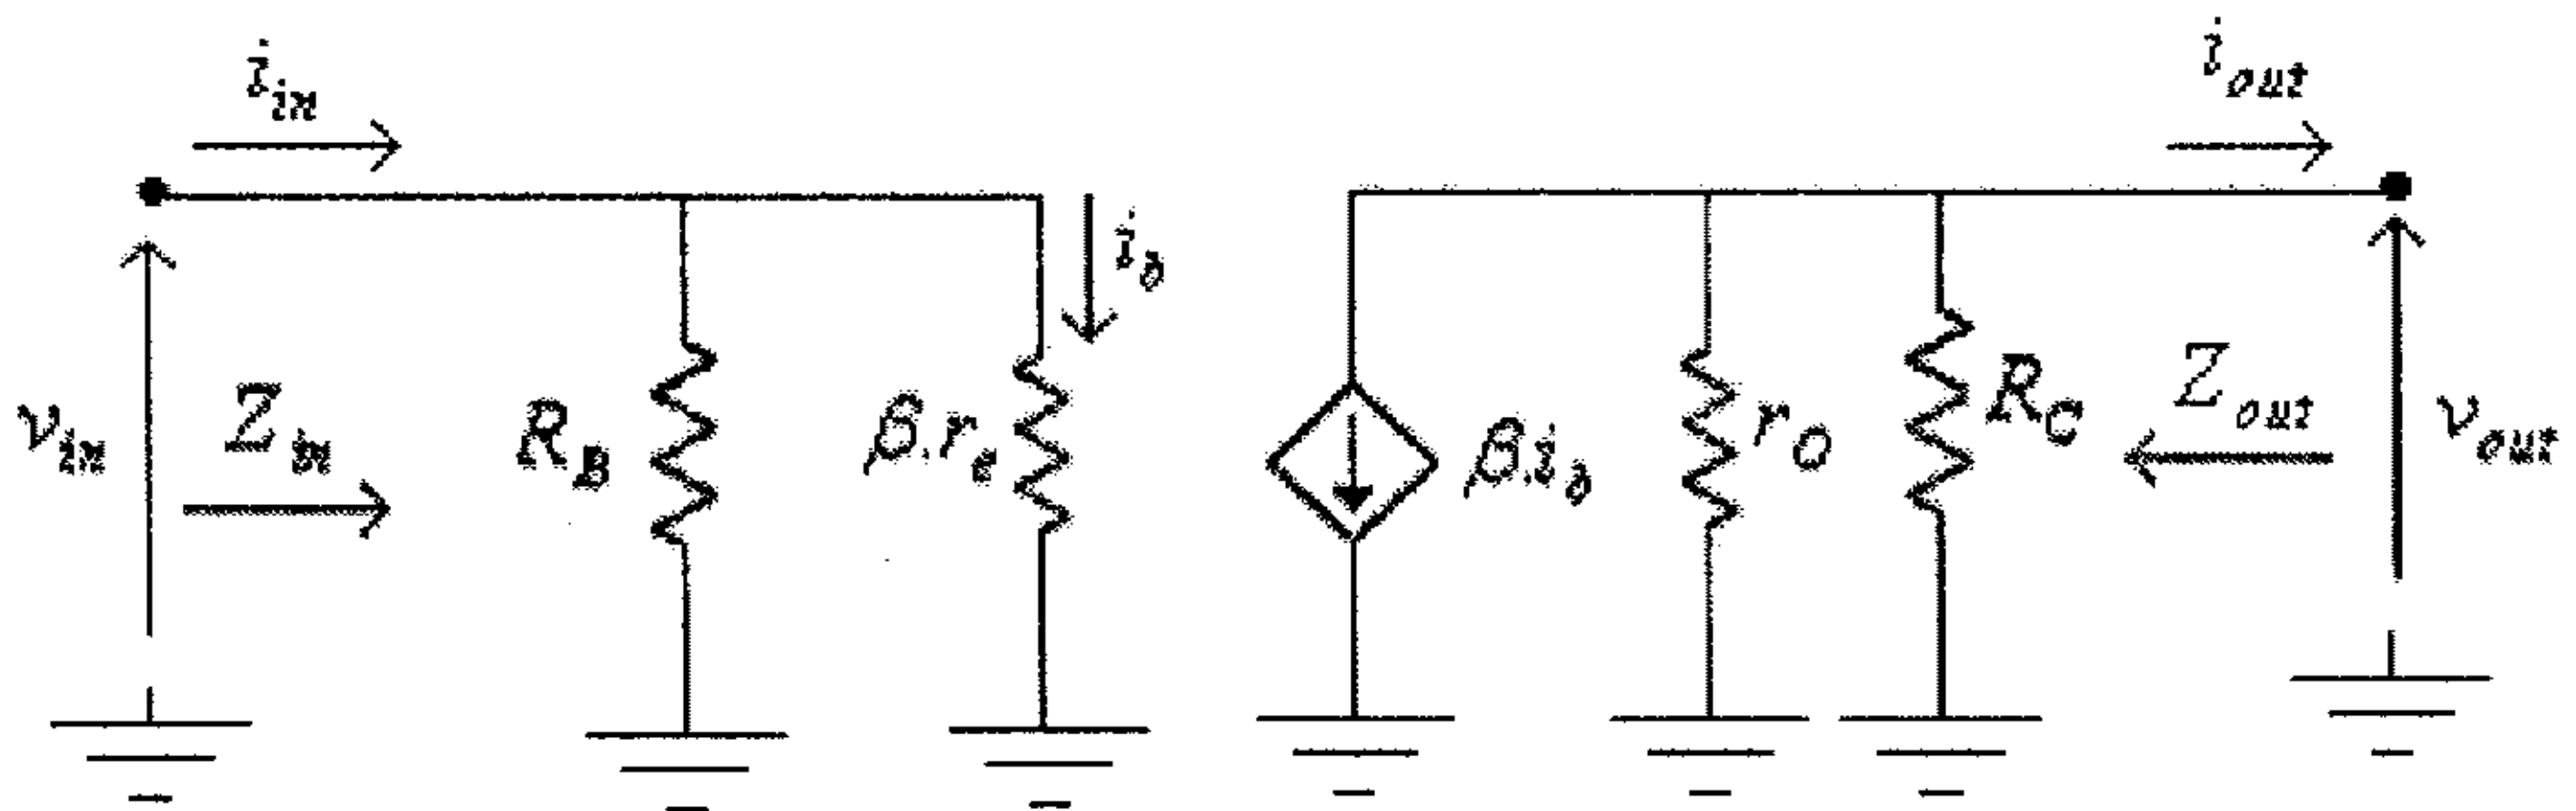 i_in
i_out
i_b
v_in
Z_in
R_B
β.r_e
β.i_b
r_O
R_C
Z_out
v_out